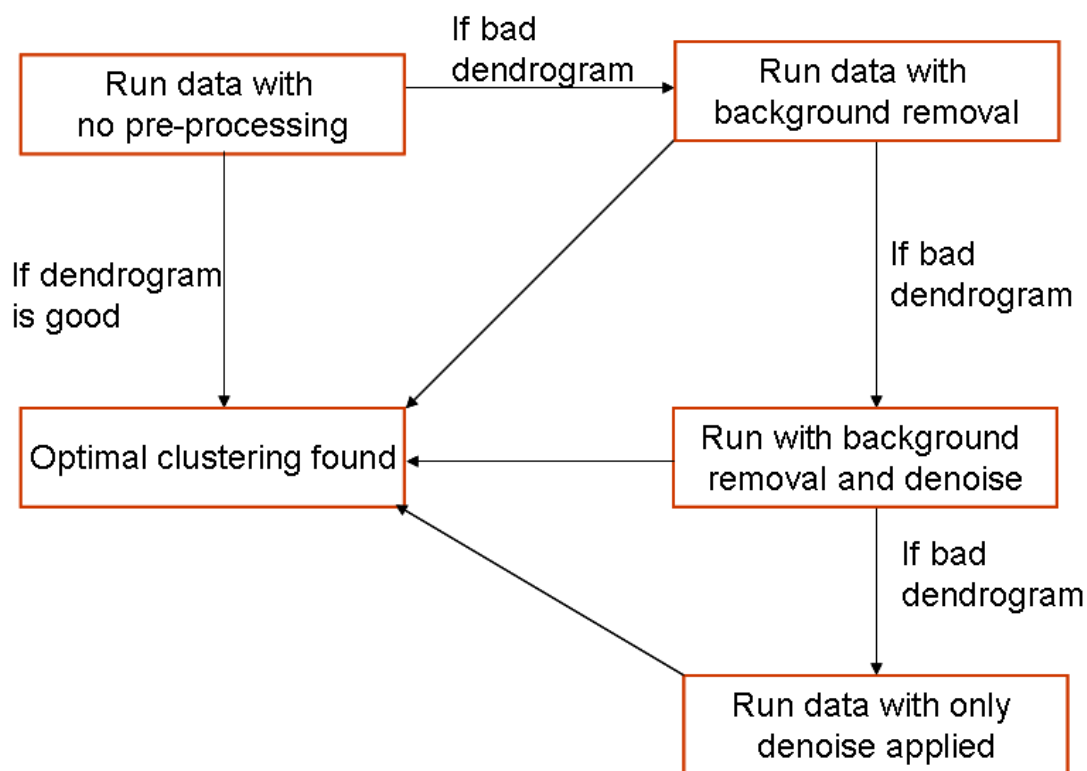 If bad
dendrogram
Run data with
no pre-processing
Run data with
background removal
If dendrogram
is good
If bad
dendrogram
Optimal clustering found
Run with background
removal and denoise
If bad
dendrogram
Run data with only
denoise applied